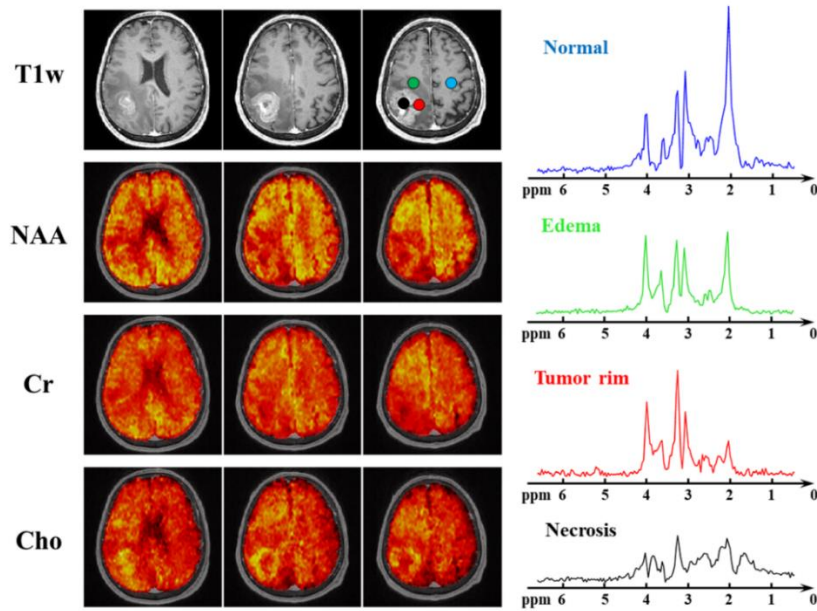 T1w
NAA
Cr
Cho
Normal
ppm 6 5 4 3 2 1 0
Edema
ppm 6 5 4 3 2 1 0
Tumor rim
ppm 6 5 4 3 2 1 0
Necrosis
ppm 6 5 4 3 2 1 0